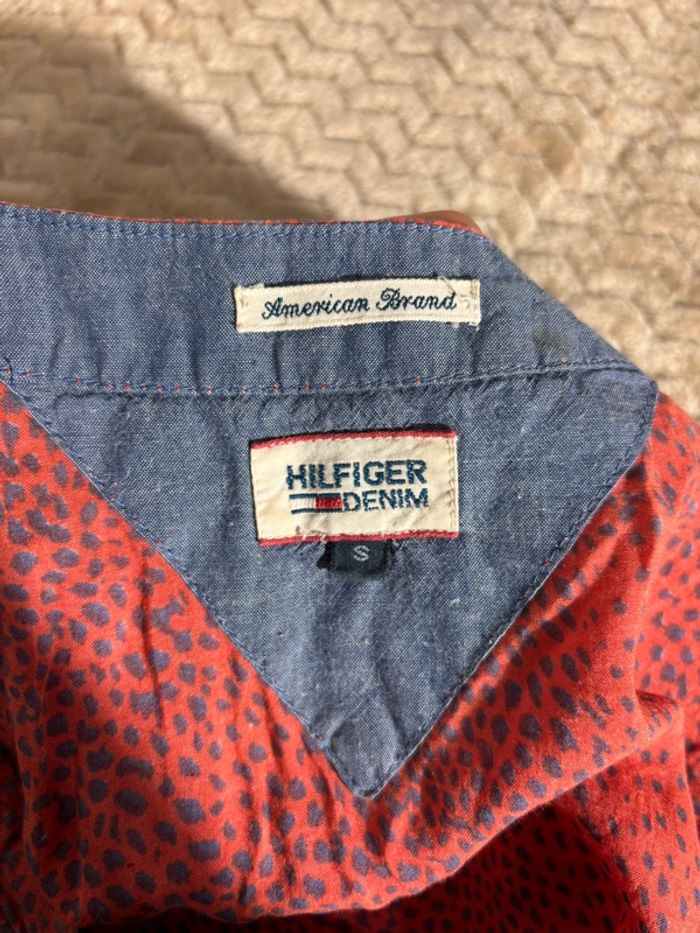 American Brand
HILFIGER
DENIM
S